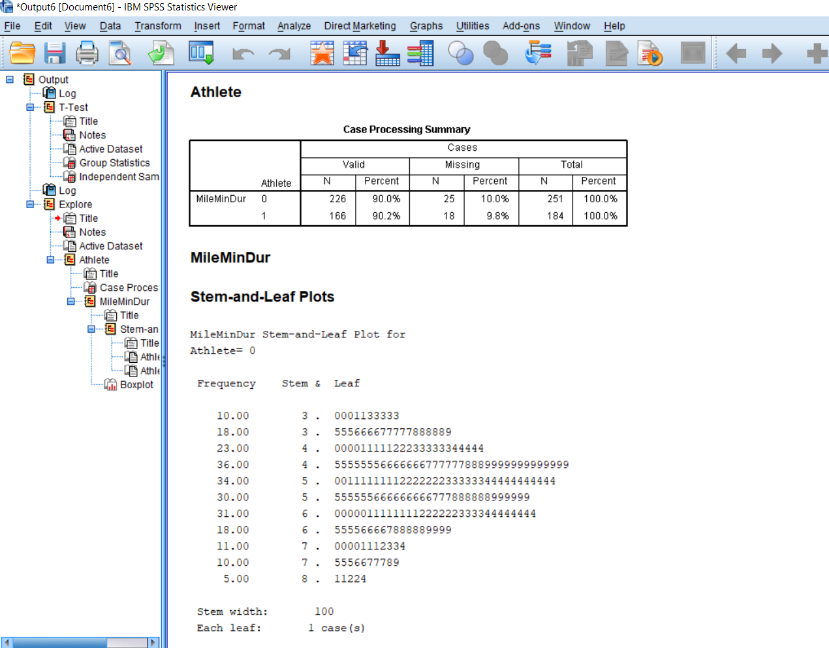 *Output6 [Document6] - IBM SPSS Statistics Viewer
File Edit View Data Transform Insert Format Analyze Direct Marketing Graphs Utilities Add-ons Window Help
Output
Log
T-Test
Title
Notes
Active Dataset
Group Statistics
Independent Sam
Log
Explore
Title
Notes
Active Dataset
Athlete
Title
Case Proces
MileMinDur
Title
Stem-an
Title
Athle
Athle
Boxplot
Athlete
Case Processing Summary
Cases
Valid Missing Total
Athlete N Percent N Percent N Percent
MileMinDur 0 226 90.0% 25 10.0% 251 100.0%
1 166 90.2% 18 9.8% 184 100.0%
MileMinDur
Stem-and-Leaf Plots
MileMinDur Stem-and-Leaf Plot for
Athlete= 0
Frequency Stem & Leaf
10.00 3 . 0001133333
18.00 3 . 555666677777888889
23.00 4 . 00001111122233333344444
36.00 4 . 555555566666667777778889999999999999
34.00 5 . 0011111111222222233333344444444444
30.00 5 . 555555666666666777888888999999
31.00 6 . 0000011111111222222333344444444
18.00 6 . 555566667888889999
11.00 7 . 00001112334
10.00 7 . 5556677789
5.00 8 . 11224
Stem width: 100
Each leaf: 1 case(s)